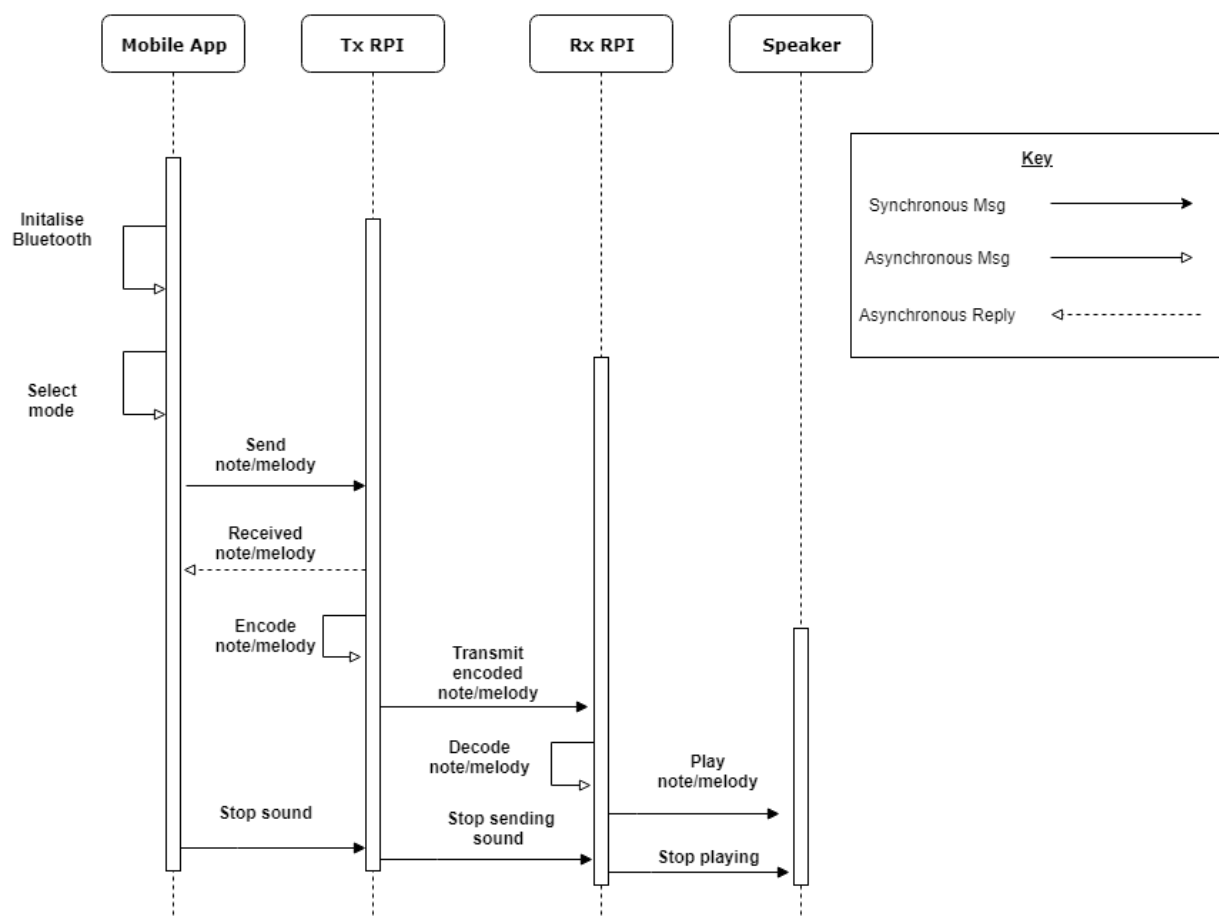 Mobile App
Tx RPI
Rx RPI
Speaker
Key
Synchronous Msg
Asynchronous Msg
Asynchronous Reply
Initalise
Bluetooth
Select
mode
Send
note/melody
Received
note/melody
Encode
note/melody
Transmit
encoded
note/melody
Decode
note/melody
Play
note/melody
Stop sound
Stop sending
sound
Stop playing